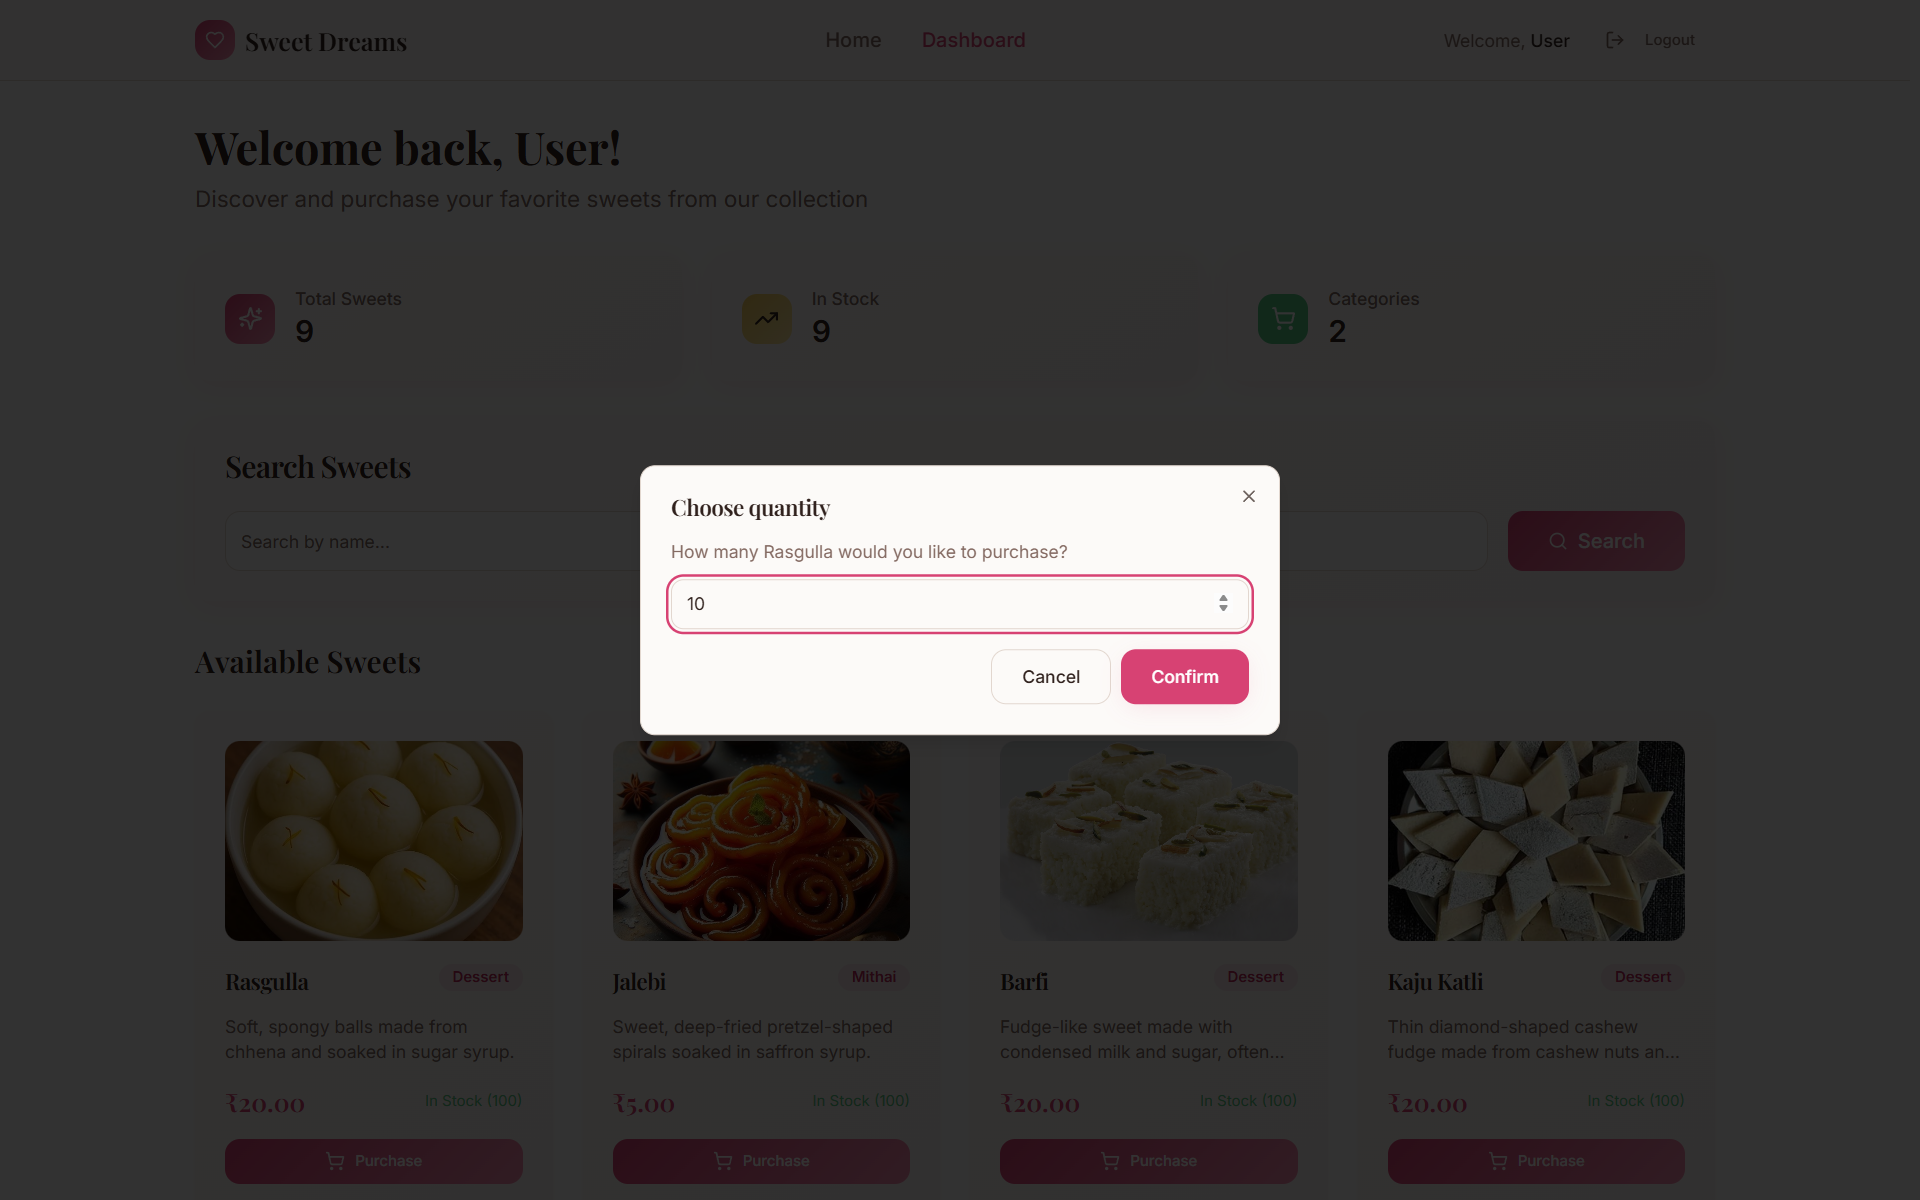 Sweet Dreams
Home
Dashboard
Welcome, User
Logout
Welcome back, User!
Discover and purchase your favorite sweets from our collection
Total Sweets
9
In Stock
9
Categories
2
Search Sweets
Search by name...
Search
Choose quantity
How many Rasgulla would you like to purchase?
10
Cancel
Confirm
Available Sweets
Rasgulla
Dessert
Soft, spongy balls made from
chhena and soaked in sugar syrup.
₹20.00
In Stock (100)
Purchase
Jalebi
Mithai
Sweet, deep-fried pretzel-shaped
spirals soaked in saffron syrup.
₹5.00
In Stock (100)
Purchase
Barfi
Dessert
Fudge-like sweet made with
condensed milk and sugar, often...
₹20.00
In Stock (100)
Purchase
Kaju Katli
Dessert
Thin diamond-shaped cashew
fudge made from cashew nuts an...
₹20.00
In Stock (100)
Purchase